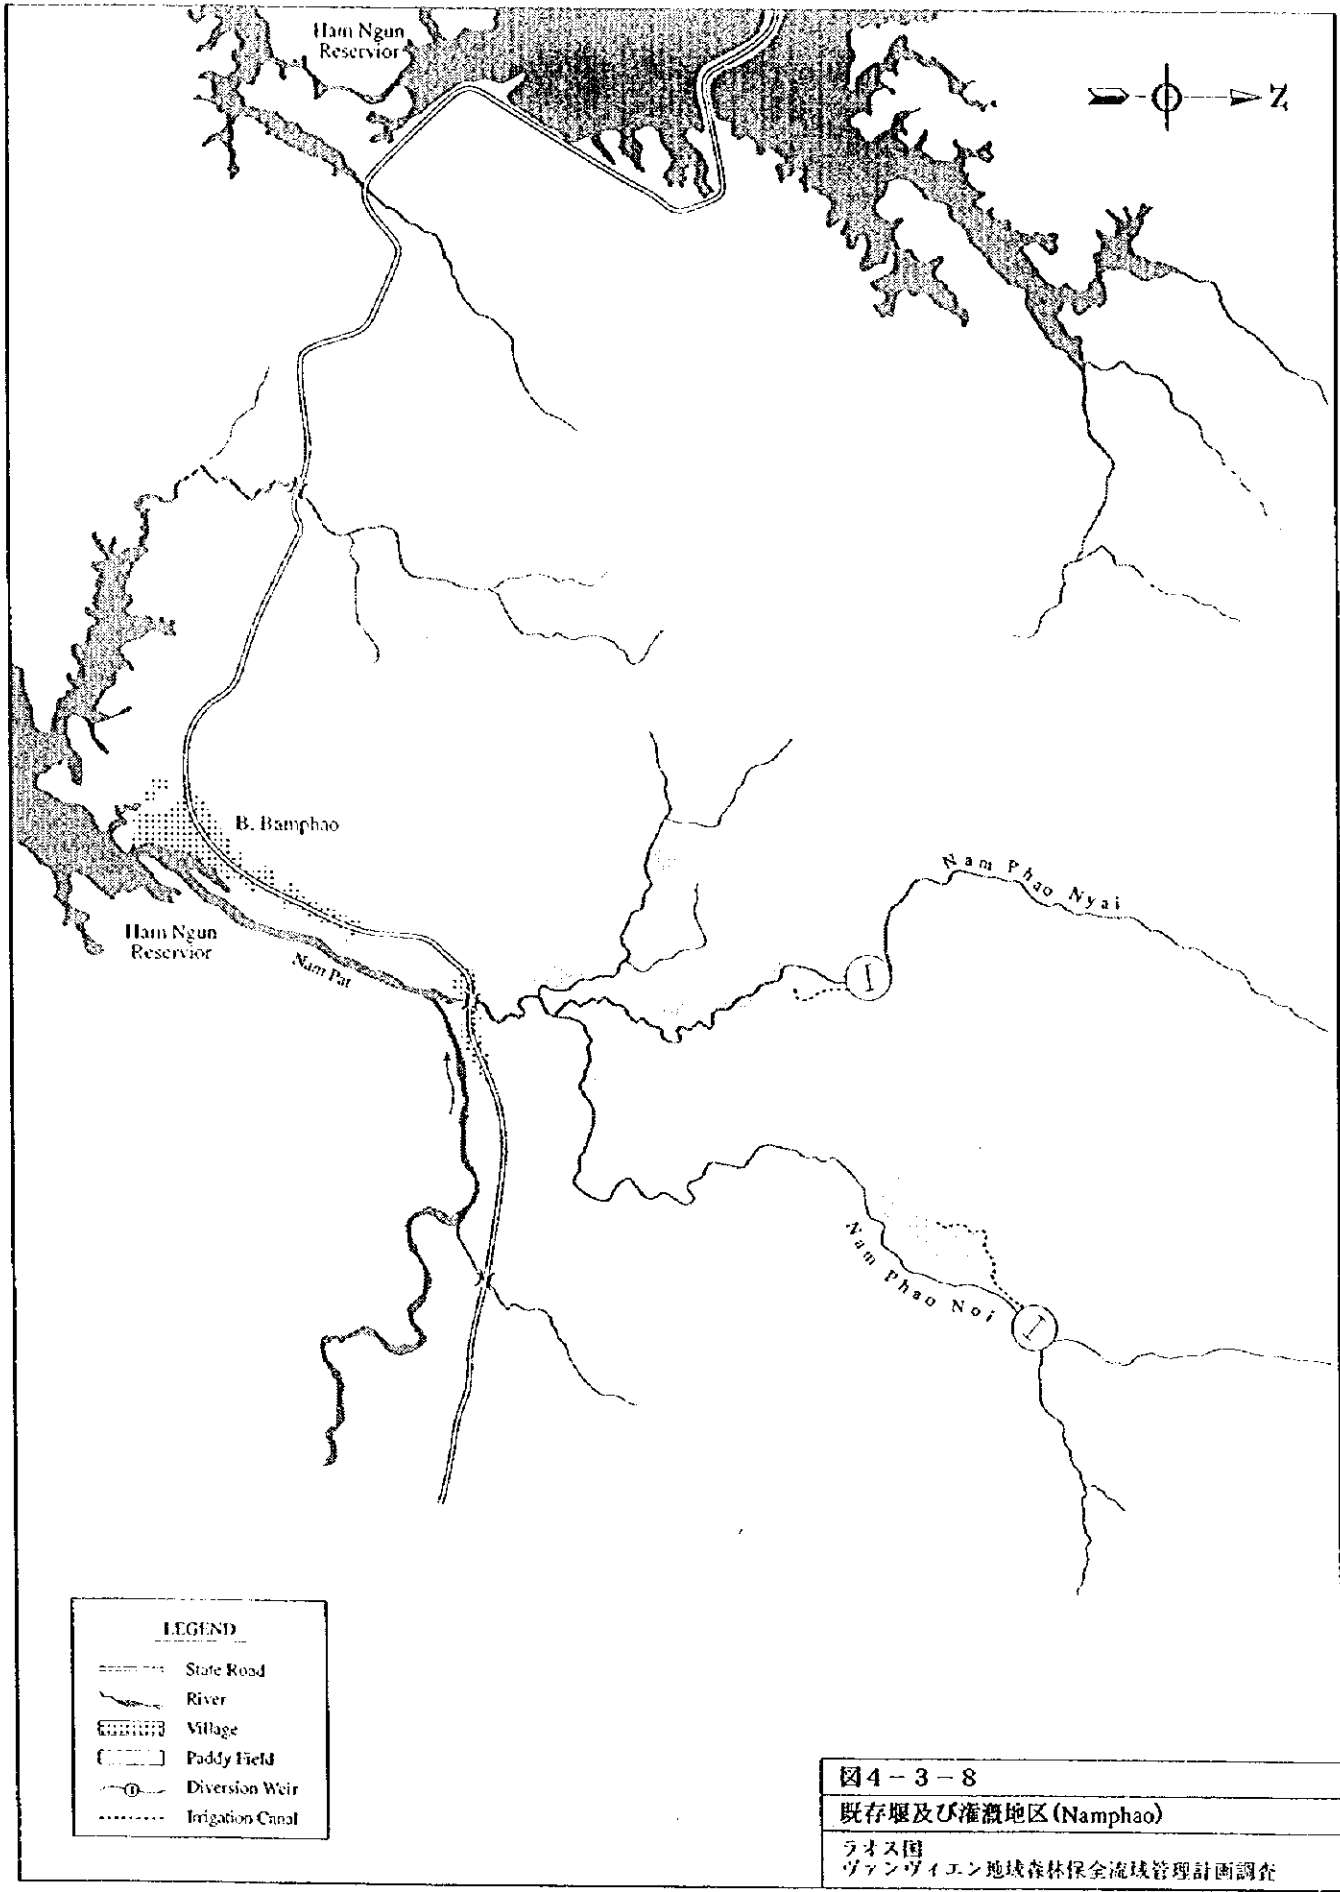 Ham Ngun
Reservior
N
B. Bamphao
Nam Phao Nyai
Ham Ngun
Reservior
Nam Pat
I
Nam Phao Noi
I
LEGEND
State Road
River
Village
Paddy Field
I Diversion Weir
Irrigation Canal
図4-3-8
既存堰及び灌漑地区(Namphao)
ラオス国
ヴァンヴィエン地域森林保全流域管理計画調査